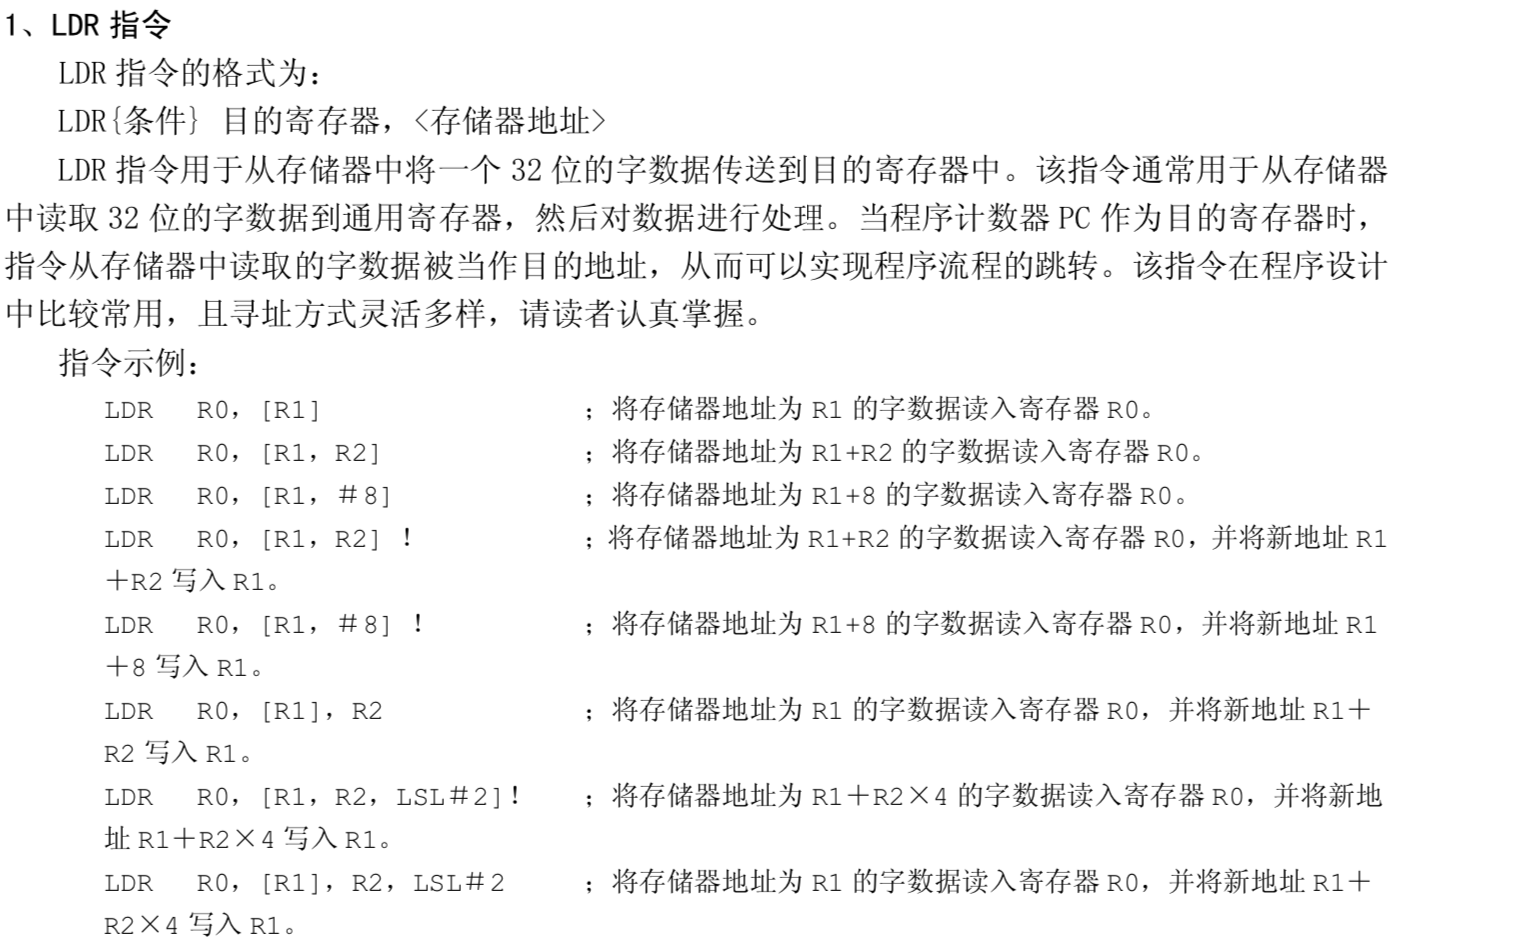 1、LDR 指令
LDR 指令的格式为：
LDR{条件} 目的寄存器，<存储器地址>
LDR 指令用于从存储器中将一个 32 位的字数据传送到目的寄存器中。该指令通常用于从存储器
中读取 32 位的字数据到通用寄存器，然后对数据进行处理。当程序计数器 PC 作为目的寄存器时，
指令从存储器中读取的字数据被当作目的地址，从而可以实现程序流程的跳转。该指令在程序设计
中比较常用，且寻址方式灵活多样，请读者认真掌握。
指令示例：
LDR R0，[R1] ；将存储器地址为 R1 的字数据读入寄存器 R0。
LDR R0，[R1，R2] ；将存储器地址为 R1+R2 的字数据读入寄存器 R0。
LDR R0，[R1，＃8] ；将存储器地址为 R1+8 的字数据读入寄存器 R0。
LDR R0，[R1，R2] ！ ；将存储器地址为 R1+R2 的字数据读入寄存器 R0，并将新地址 R1
＋R2 写入 R1。
LDR R0，[R1，＃8] ！ ；将存储器地址为 R1+8 的字数据读入寄存器 R0，并将新地址 R1
＋8 写入 R1。
LDR R0，[R1]，R2 ；将存储器地址为 R1 的字数据读入寄存器 R0，并将新地址 R1＋
R2 写入 R1。
LDR R0，[R1，R2，LSL＃2]！ ；将存储器地址为 R1＋R2×4 的字数据读入寄存器 R0，并将新地
址 R1＋R2×4 写入 R1。
LDR R0，[R1]，R2，LSL＃2 ；将存储器地址为 R1 的字数据读入寄存器 R0，并将新地址 R1＋
R2×4 写入 R1。